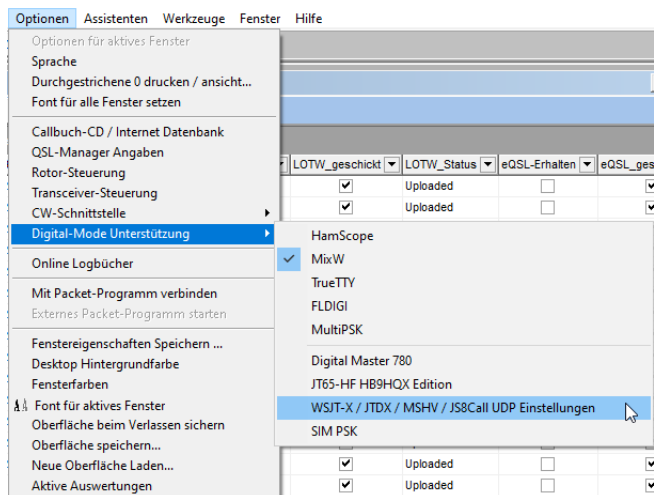 Optionen Assistenten Werkzeuge Fenster Hilfe
Optionen für aktives Fenster
Sprache
Durchgestrichene 0 drucken / ansicht...
Font für alle Fenster setzen
Callbuch-CD / Internet Datenbank
QSL-Manager Angaben
Rotor-Steuerung
Transceiver-Steuerung
CW-Schnittstelle
Digital-Mode Unterstützung
Online Logbücher
Mit Packet-Programm verbinden
Externes Packet-Programm starten
Fenstereigenschaften Speichern ...
Desktop Hintergrundfarbe
Fensterfarben
Font für aktives Fenster
Oberfläche beim Verlassen sichern
Oberfläche speichern...
Neue Oberfläche Laden...
Aktive Auswertungen
LOTW_geschickt LOTW_Status eQSL-Erhalten eQSL_ges
Uploaded
Uploaded
HamScope
MixW
TrueTTY
FLDIGI
MultiPSK
Digital Master 780
JT65-HF HB9HQX Edition
WSJT-X / JTDX / MSHV / JS8Call UDP Einstellungen
SIM PSK
Uploaded
Uploaded